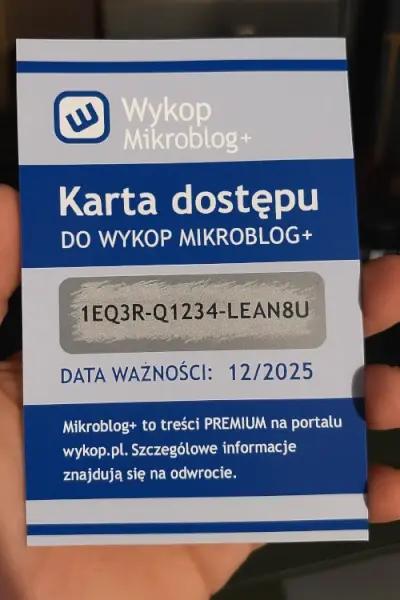 Wykop
Mikroblog+
Karta dostępu
DO WYKOP MIKROBLOG+
1EQ3R-Q1234-LEAN8U
DATA WAŻNOŚCI: 12/2025
Mikroblog+ to treści PREMIUM na portalu
wykop.pl. Szczególowe informacje
znajdują się na odwrocie.